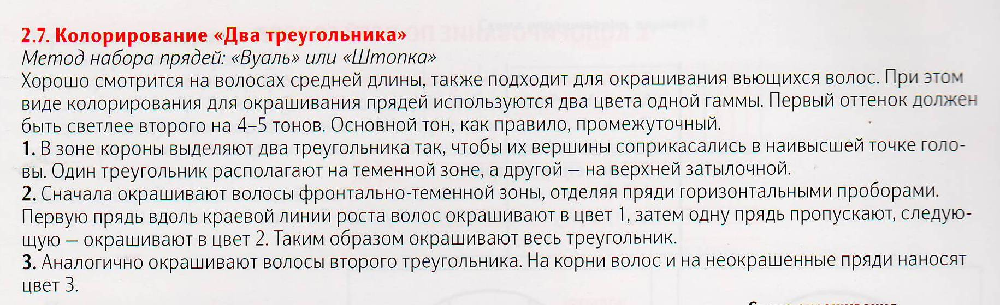 2.7. Колорирование «Два треугольника»
Метод набора прядей: «Вуаль» или «Штопка»
Хорошо смотрится на волосах средней длины, также подходит для окрашивания вьющихся волос. При этом
виде колорирования для окрашивания прядей используются два цвета одной гаммы. Первый оттенок должен
быть светлее второго на 4–5 тонов. Основной тон, как правило, промежуточный.
1. В зоне короны выделяют два треугольника так, чтобы их вершины соприкасались в наивысшей точке голо-
вы. Один треугольник располагают на теменной зоне, а другой — на верхней затылочной.
2. Сначала окрашивают волосы фронтально-теменной зоны, отделяя пряди горизонтальными проборами.
Первую прядь вдоль краевой линии роста волос окрашивают в цвет 1, затем одну прядь пропускают, следую-
щую — окрашивают в цвет 2. Таким образом окрашивают весь треугольник.
3. Аналогично окрашивают волосы второго треугольника. На корни волос и на неокрашенные пряди наносят
цвет 3.